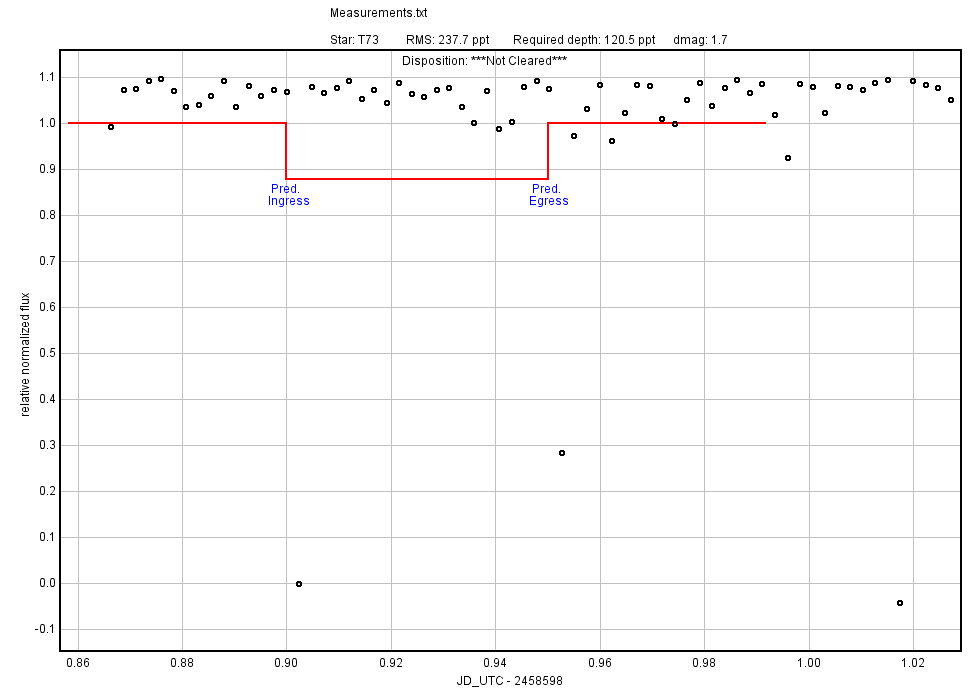 Measurements.txt
Star: T73 RMS: 237.7 ppt Required depth: 120.5 ppt dmag: 1.7
Disposition: ***Not Cleared***
1.1
1.0
0.9
0.8
0.7
0.6
0.5
0.4
0.3
0.2
0.1
0.0
-0.1
relative normalized flux
Pred.
Ingress
Pred.
Egress
0.86 0.88 0.90 0.92 0.94 0.96 0.98 1.00 1.02
JD_UTC - 2458598